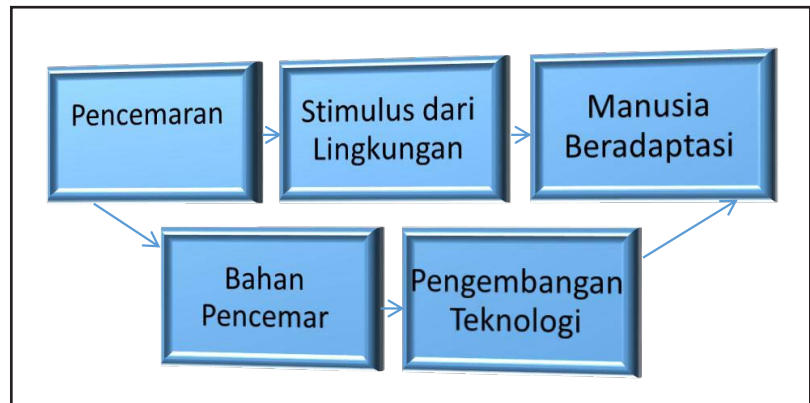 Pencemaran
Stimulus dari
Lingkungan
Manusia
Beradaptasi
Bahan
Pencemar
Pengembangan
Teknologi